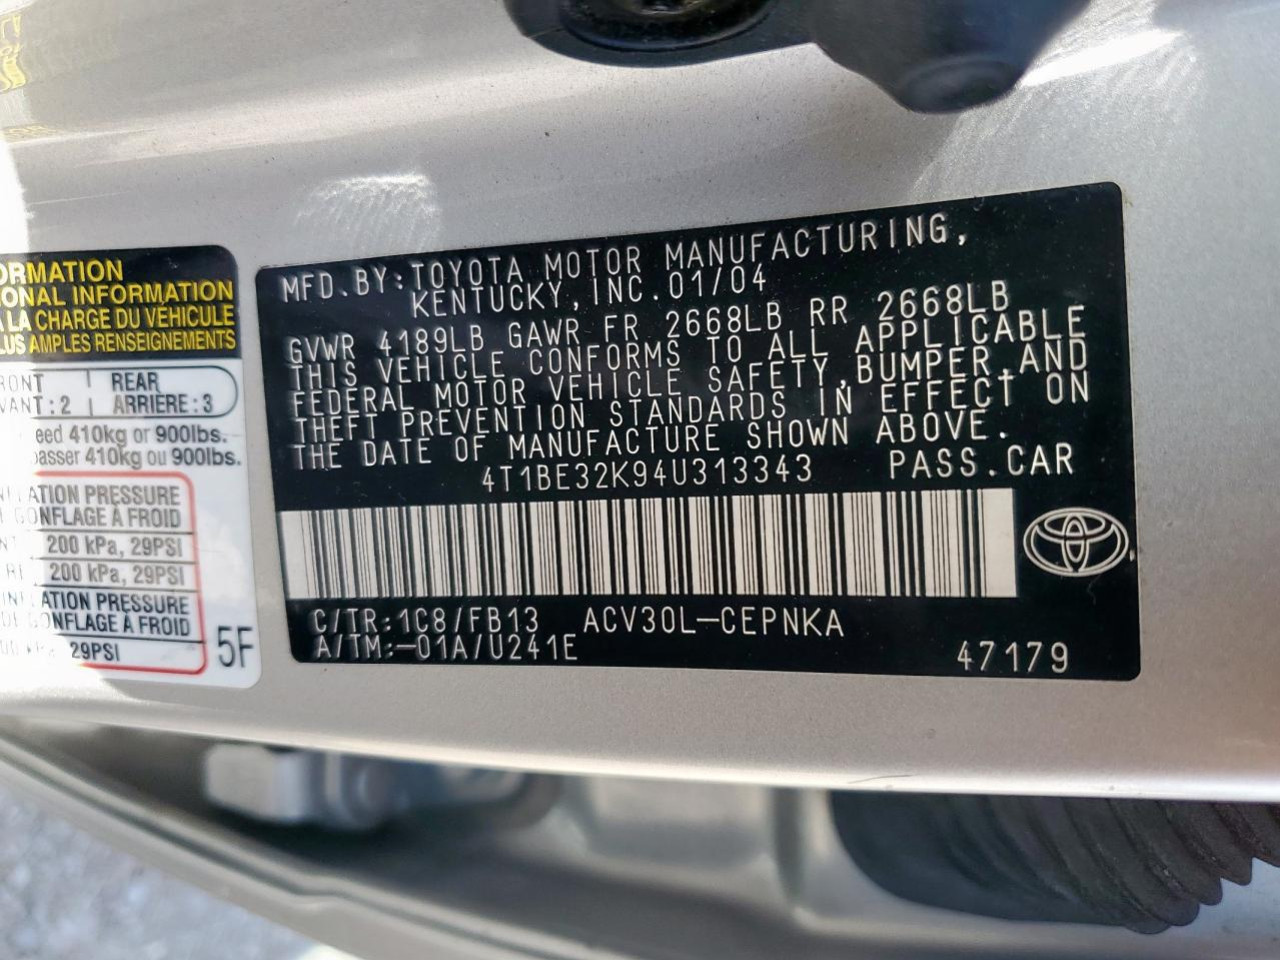 ORMATION
ONAL INFORMATION
LA CHARGE DU VÉHICULE
LUS AMPLES RENSEIGNEMENTS
RONT | REAR
VANT:2 | ARRIÈRE:3
eed 410kg or 900lbs.
passer 410kg ou 900lbs.
ATION PRESSURE
GONFLAGE À FROID
200 kPa, 29PSI
200 kPa, 29PSI
ATION PRESSURE
DE GONFLAGE À FROID
29PSI
5F
MFD.BY:TOYOTA MOTOR MANUFACTURING,
KENTUCKY,INC.01/04
GVWR 4189LB GAWR FR 2668LB RR 2668LB
THIS VEHICLE CONFORMS TO ALL APPLICABLE
FEDERAL MOTOR VEHICLE SAFETY,BUMPER,AND
THEFT PREVENTION STANDARDS IN EFFECT ON
THE DATE OF MANUFACTURE SHOWN ABOVE.
4T1BE32K94U313343 PASS.CAR
C/TR:1C8/FB13 ACV30L-CEPNKA
A/TM:-01A/U241E
47179